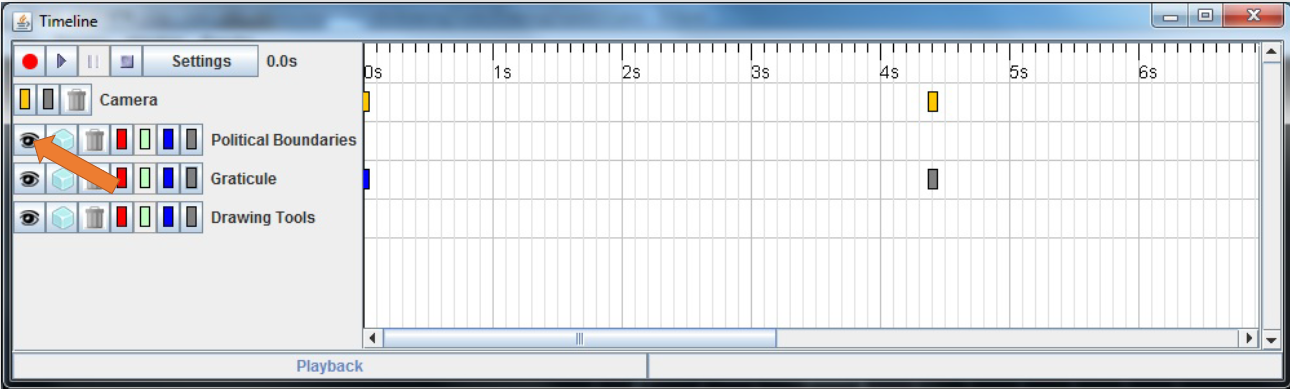 Timeline
Settings 0.0s
0s 1s 2s 3s 4s 5s 6s
Camera
Political Boundaries
Graticule
Drawing Tools
Playback